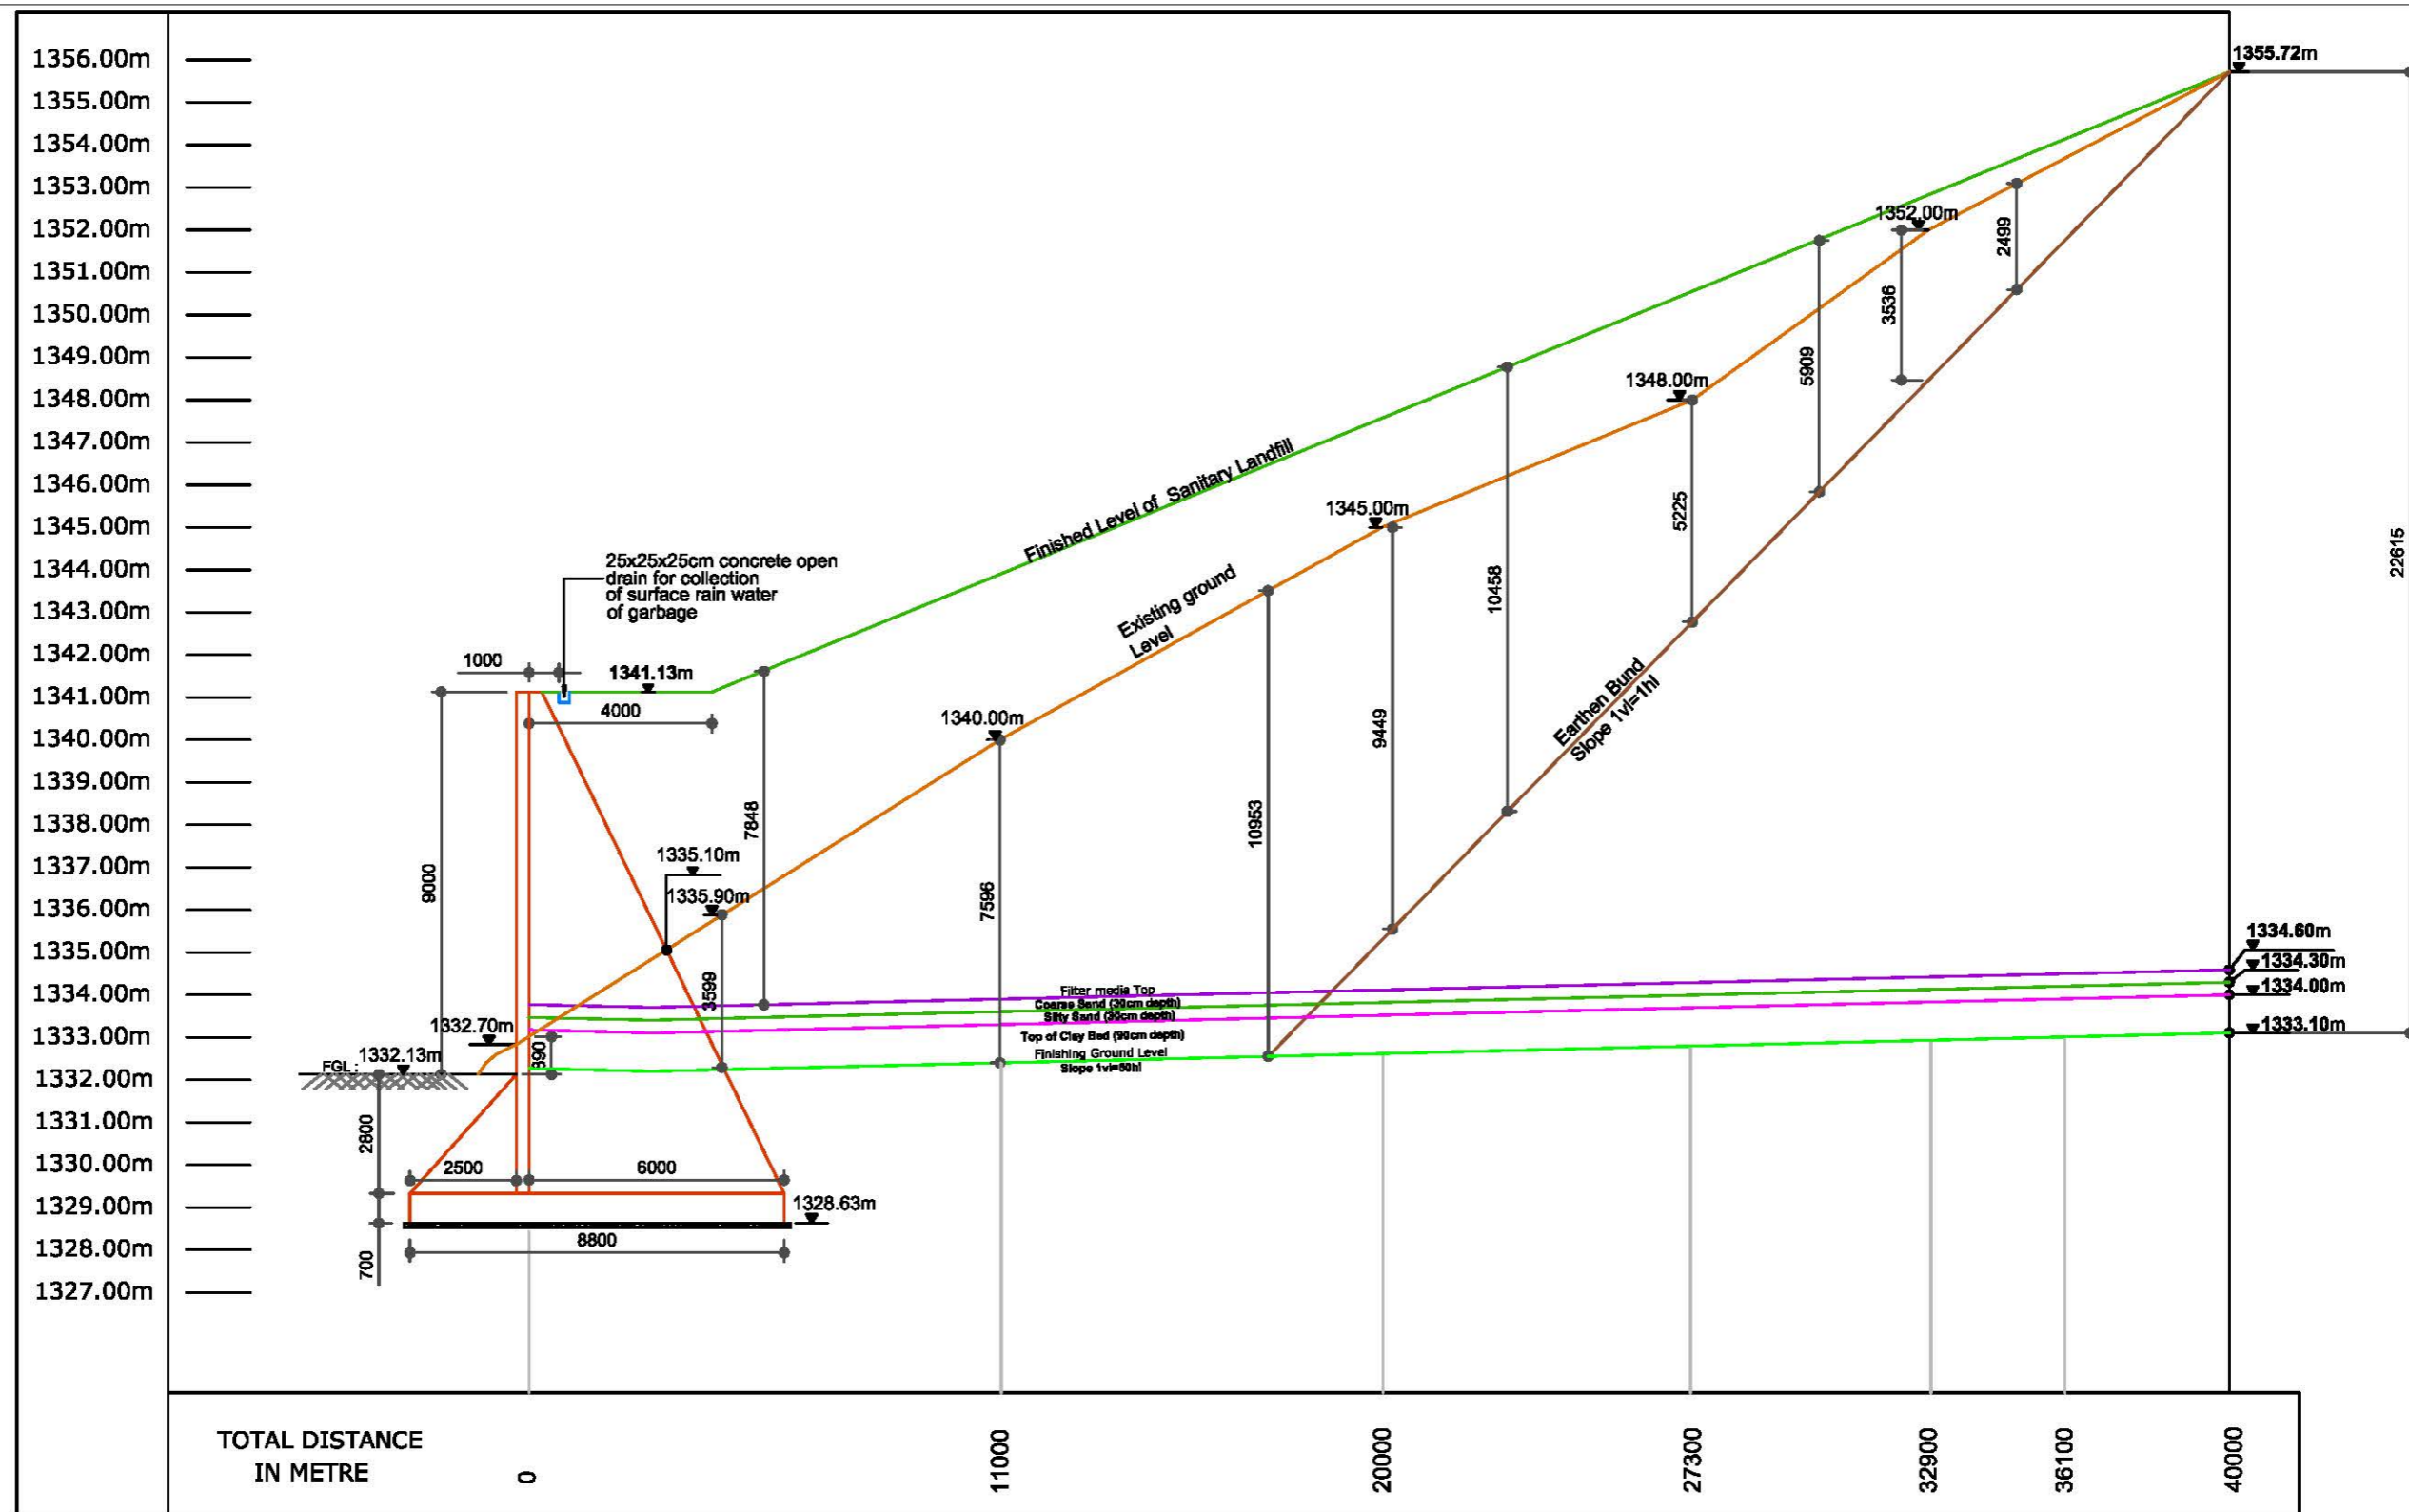 1356.00m
1355.00m
1354.00m
1353.00m
1352.00m
1351.00m
1350.00m
1349.00m
1348.00m
1347.00m
1346.00m
1345.00m
1344.00m
1343.00m
1342.00m
1341.00m
1340.00m
1339.00m
1338.00m
1337.00m
1336.00m
1335.00m
1334.00m
1333.00m
1332.00m
1331.00m
1330.00m
1329.00m
1328.00m
1327.00m
1355.72m
1352.00m
2499
3536
5909
1348.00m
Finished Level of Sanitary Landfill
1345.00m
5225
22615
25x25x25cm concrete open
drain for collection
of surface rain water
of garbage
10458
Existing ground
Level
1000
1341.13m
4000
1340.00m
9449
Earthen Bund
Slope 1vl=1hl
7848
10953
1335.10m
9000
1335.90m
7596
1334.60m
1334.30m
1334.00m
1333.10m
3599
Filter media Top
Coarse Sand (30cm depth)
Silty Sand (30cm depth)
Top of Clay Bed (90cm depth)
Finishing Ground Level
Slope 1vl=50hl
1332.70m
890
FGL : 1332.13m
2800
2500
6000
1328.63m
8800
700
TOTAL DISTANCE
IN METRE
0
11000
20000
27300
32900
36100
40000